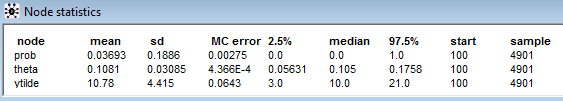 Node statistics
node mean sd MC error 2.5% median 97.5% start sample
prob 0.03693 0.1886 0.00275 0.0 0.0 1.0 100 4901
theta 0.1081 0.03085 4.366E-4 0.05631 0.105 0.1758 100 4901
ytilde 10.78 4.415 0.0643 3.0 10.0 21.0 100 4901